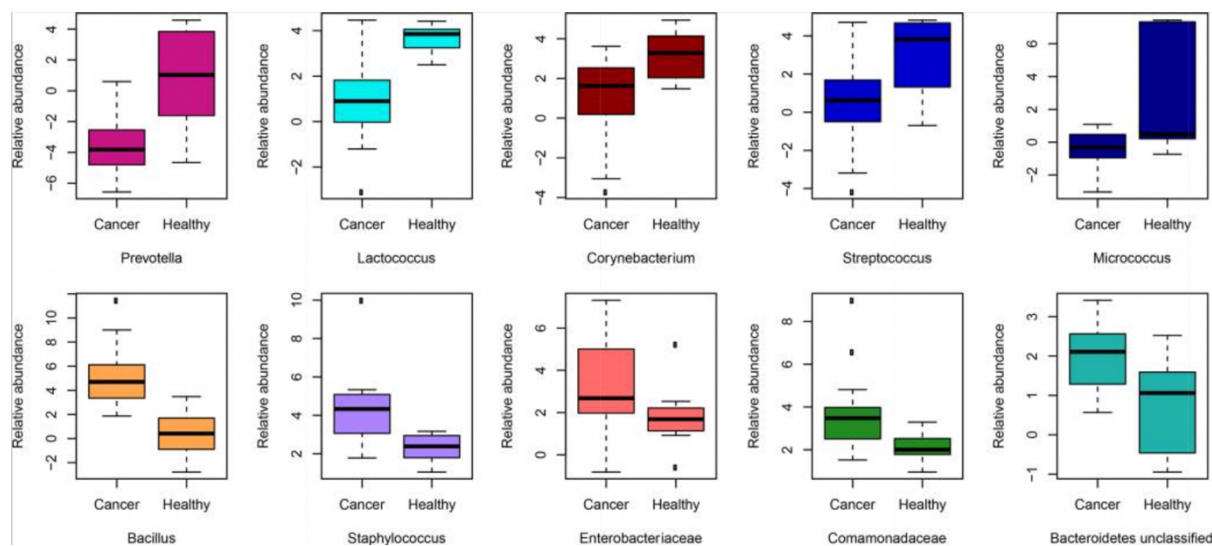 Relative abundance
−6 −4 −2 0 2 4
Cancer Healthy
Prevotella
Relative abundance
−2 0 2 4
Cancer Healthy
Lactococcus
Relative abundance
−4 −2 0 2 4
Cancer Healthy
Corynebacterium
Relative abundance
−4 −2 0 2 4
Cancer Healthy
Streptococcus
Relative abundance
−2 0 2 4 6
Cancer Healthy
Micrococcus
Relative abundance
−2 0 2 4 6 8 10
Cancer Healthy
Bacillus
Relative abundance
2 4 6 8 10
Cancer Healthy
Staphylococcus
Relative abundance
0 2 4 6
Cancer Healthy
Enterobacteriaceae
Relative abundance
2 4 6 8
Cancer Healthy
Comamonadaceae
Relative abundance
−1 0 1 2 3
Cancer Healthy
Bacteroidetes unclassified